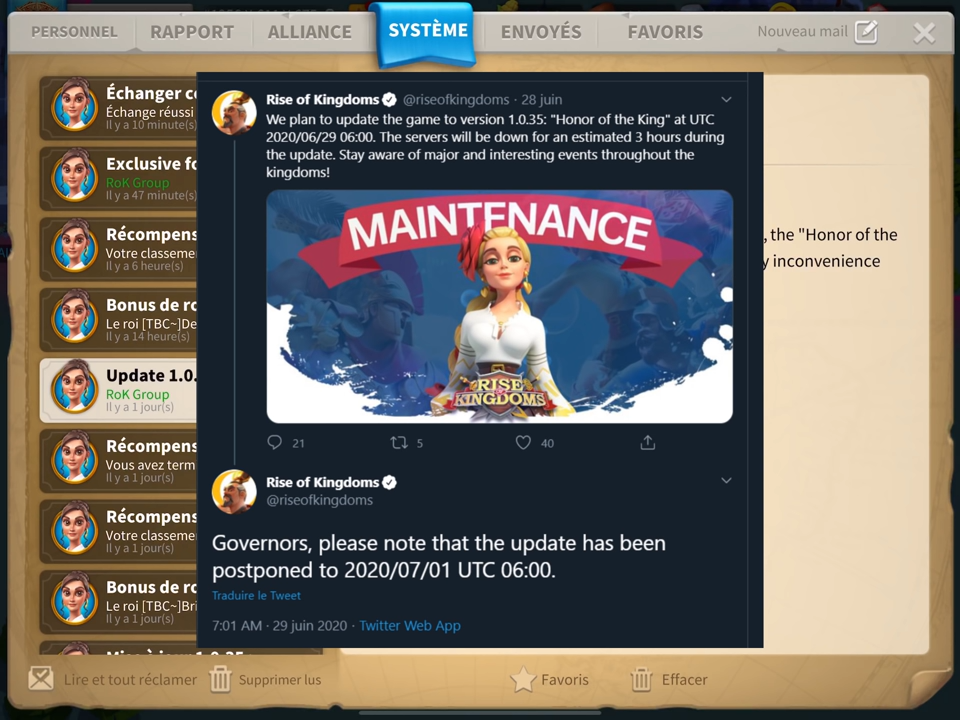 PERSONNEL
RAPPORT
ALLIANCE
SYSTÈME
ENVOYÉS
FAVORIS
Nouveau mail
Échanger
Échange réussi
Il y a 10 minute(s)
Exclusive
RoK Group
Il y a 47 minute(s)
Récompens
Votre classemen
Il y a 6 heure(s)
Bonus de
Le roi [TBC~]De
Il y a 14 heure(s)
Update 1.0.
RoK Group
Il y a 1 jour(s)
Récompens
Vous avez term
Il y a 1 jour(s)
Récompens
Votre classeme
Il y a 1 jour(s)
Bonus de
Le roi [TBC~]Bri
Il y a 1 jour(s)
Rise of Kingdoms @riseofkingdoms · 28 juin
We plan to update the game to version 1.0.35: "Honor of the King" at UTC
2020/06/29 06:00. The servers will be down for an estimated 3 hours during
the update. Stay aware of major and interesting events throughout the
kingdoms!
MAINTENANCE
RISE OF
KINGDOMS
21
5
40
Rise of Kingdoms
@riseofkingdoms
Governors, please note that the update has been
postponed to 2020/07/01 UTC 06:00.
Traduire le Tweet
7:01 AM · 29 juin 2020 · Twitter Web App
, the "Honor of the
y inconvenience
Lire et tout réclamer
Supprimer lus
Favoris
Effacer